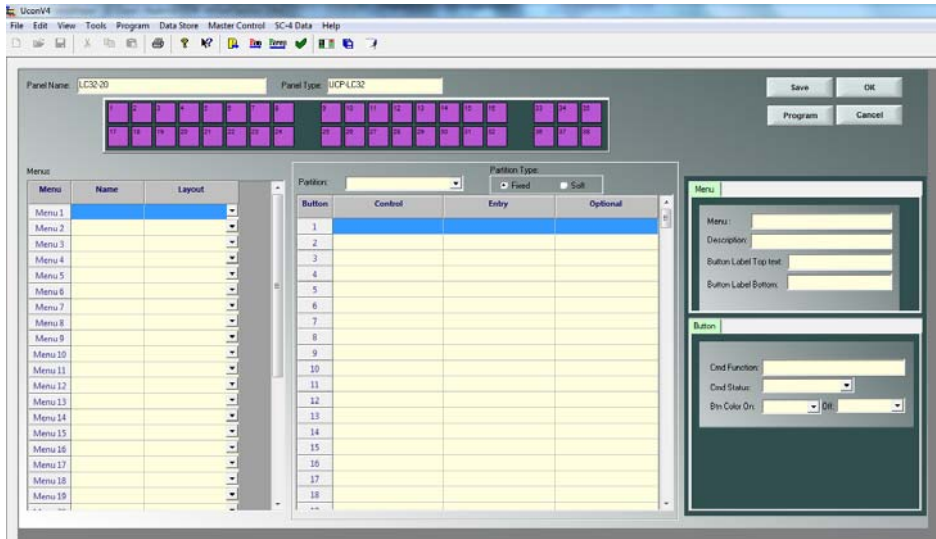 UconV4
File Edit View Tools Program Data Store Master Control SC-4 Data Help
Panel Name: LC32-20 Panel Type: UCP-LC32
Save OK
Program Cancel
1 2 3 4 5 6 7 8 9 10 11 12 13 14 15 16 33 34 35
17 18 19 20 21 22 23 24 25 26 27 28 29 30 31 32 36 37 38
Menus:
Menu Name Layout
Menu 1
Menu 2
Menu 3
Menu 4
Menu 5
Menu 6
Menu 7
Menu 8
Menu 9
Menu 10
Menu 11
Menu 12
Menu 13
Menu 14
Menu 15
Menu 16
Menu 17
Menu 18
Menu 19
Partition: Partition Type:
Fixed Soft
Button Control Entry Optional
1
2
3
4
5
6
7
8
9
10
11
12
13
14
15
16
17
18
Menu
Menu :
Description:
Button Label Top text:
Button Label Bottom:
Button
Cmd Function:
Cmd Status:
Btn Color On: Off: